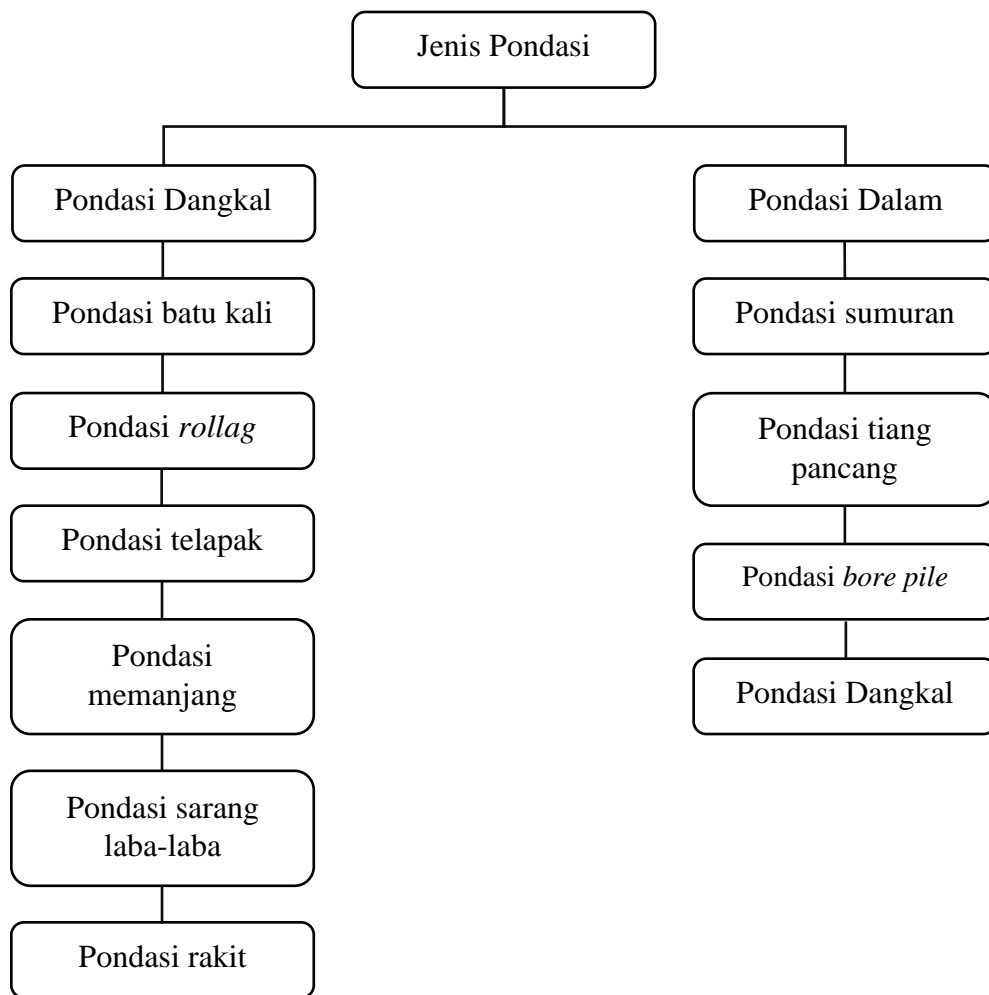 Jenis Pondasi
Pondasi Dangkal
Pondasi batu kali
Pondasi rollag
Pondasi telapak
Pondasi
memanjang
Pondasi sarang
laba-laba
Pondasi rakit
Pondasi Dalam
Pondasi sumuran
Pondasi tiang
pancang
Pondasi bore pile
Pondasi Dangkal